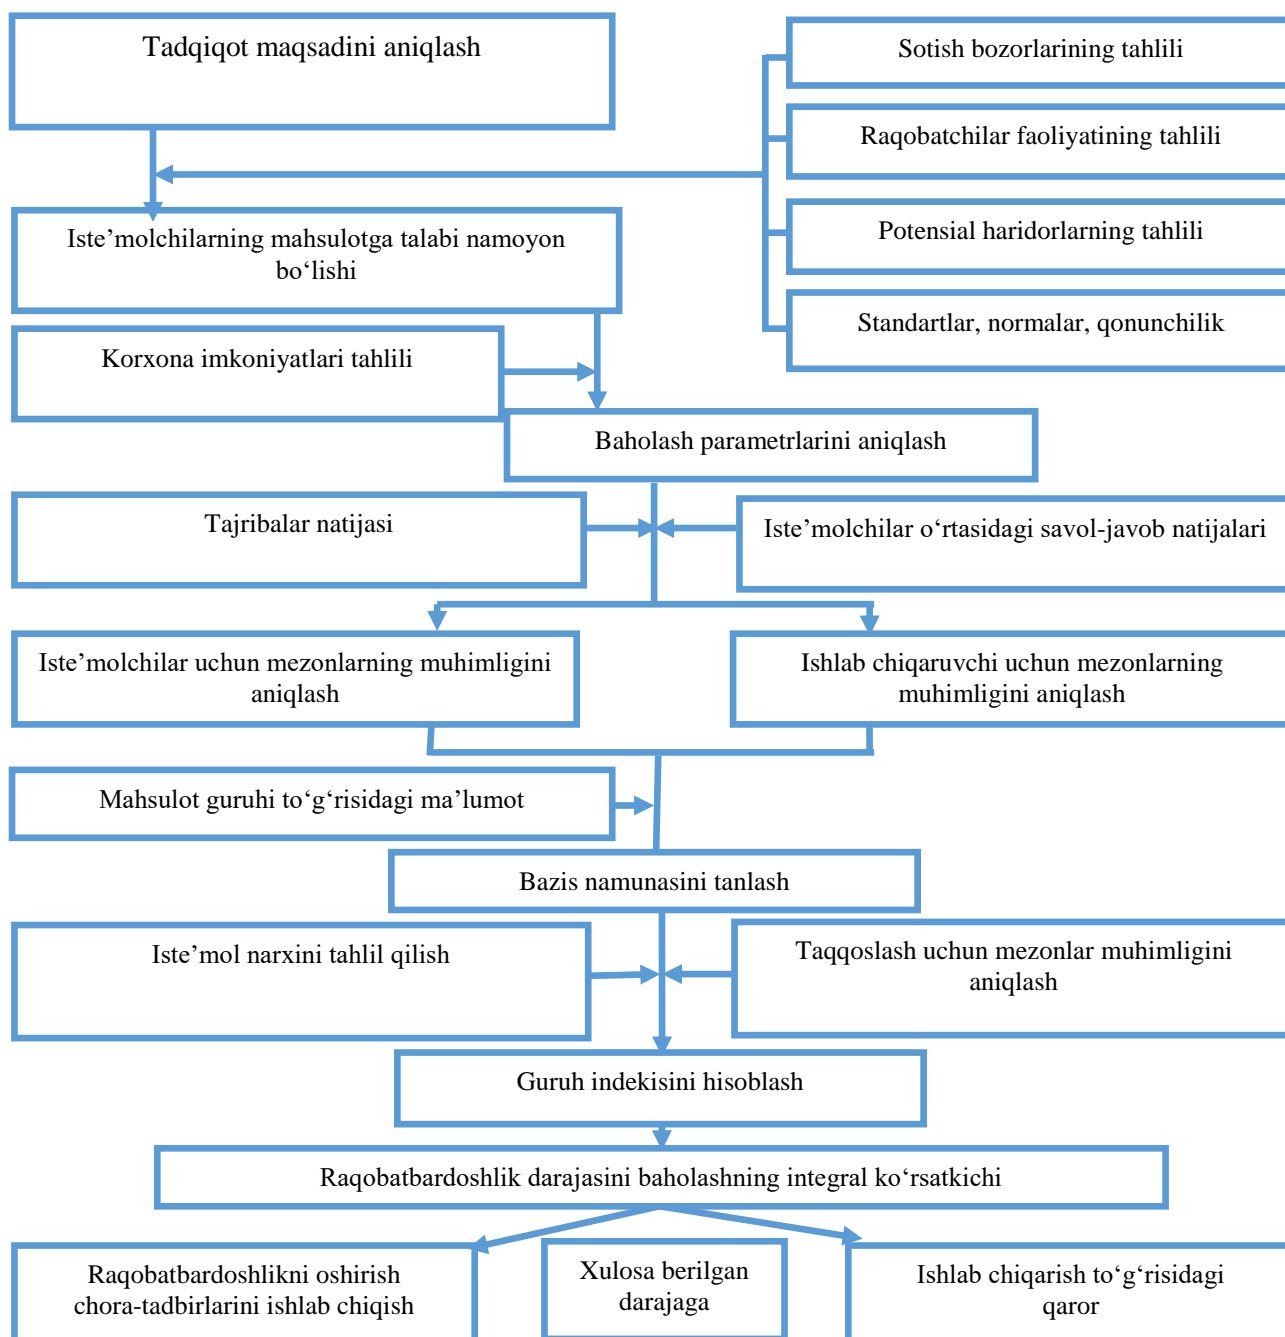 Tadqiqot maqsadini aniqlash
Sotish bozorlarining tahlili
Raqobatchilar faoliyatining tahlili
Potensial haridorlarning tahlili
Standartlar, normalar, qonunchilik
Iste’molchilarning mahsulotga talabi namoyon
bo‘lishi
Korxona imkoniyatlari tahlili
Baholash parametrlarini aniqlash
Tajribalar natijasi
Iste’molchilar o‘rtasidagi savol-javob natijalari
Iste’molchilar uchun mezonlarning muhimligini
aniqlash
Ishlab chiqaruvchi uchun mezonlarning
muhimligini aniqlash
Mahsulot guruhi to‘g‘risidagi ma’lumot
Bazis namunasini tanlash
Iste’mol narxini tahlil qilish
Taqqoslash uchun mezonlar muhimligini
aniqlash
Guruh indekisini hisoblash
Raqobatbardoshlik darajasini baholashning integral ko‘rsatkichi
Raqobatbardoshlikni oshirish
chora-tadbirlarini ishlab chiqish
Xulosa berilgan
darajaga
Ishlab chiqarish to‘g‘risidagi
qaror